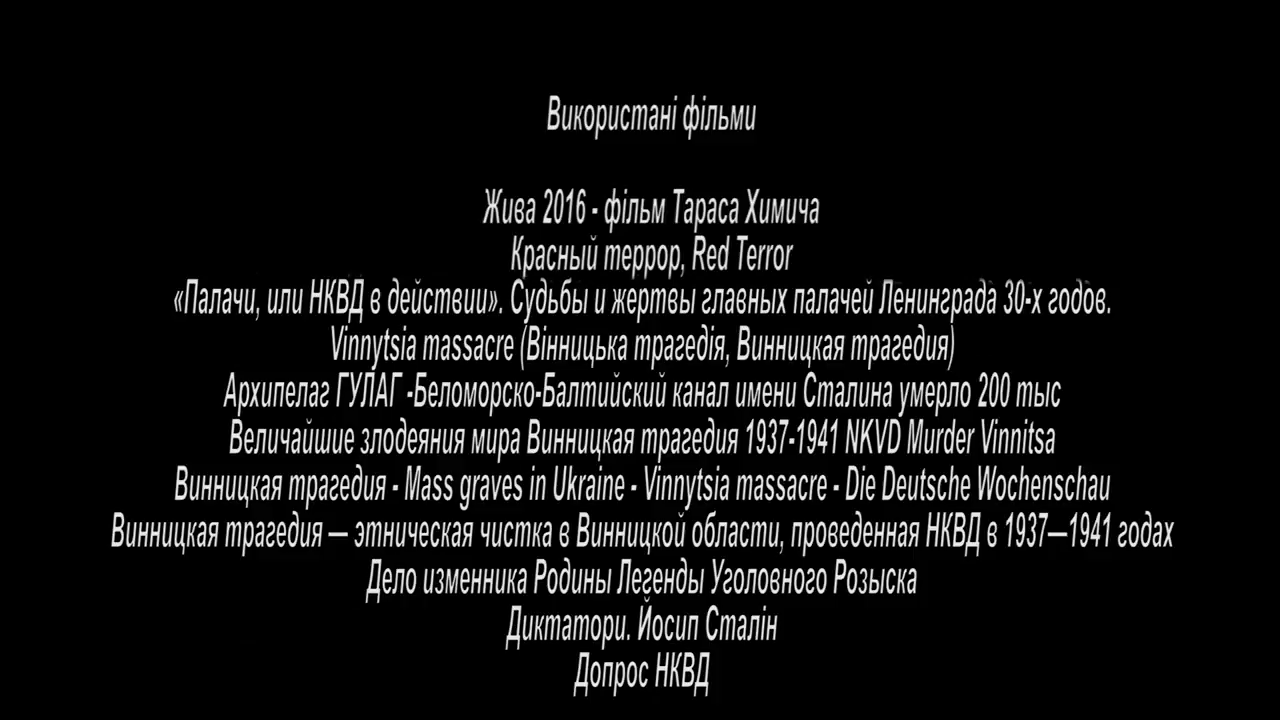 Використані фільми
Жива 2016 - фільм Тараса Химича
Красный террор, Red Terror
«Палачи, или НКВД в действии». Судьбы и жертвы главных палачей Ленинграда 30-х годов.
Vinnytsia massacre (Вінницька трагедія, Винницкая трагедия)
Архипелаг ГУЛАГ -Беломорско-Балтийский канал имени Сталина умерло 200 тыс
Величайшие злодеяния мира Винницкая трагедия 1937-1941 NKVD Murder Vinnitsa
Винницкая трагедия - Mass graves in Ukraine - Vinnytsia massacre - Die Deutsche Wochenschau
Винницкая трагедия — этническая чистка в Винницкой области, проведенная НКВД в 1937—1941 годах
Дело изменника Родины Легенды Уголовного Розыска
Диктатори. Йосип Сталін
Допрос НКВД